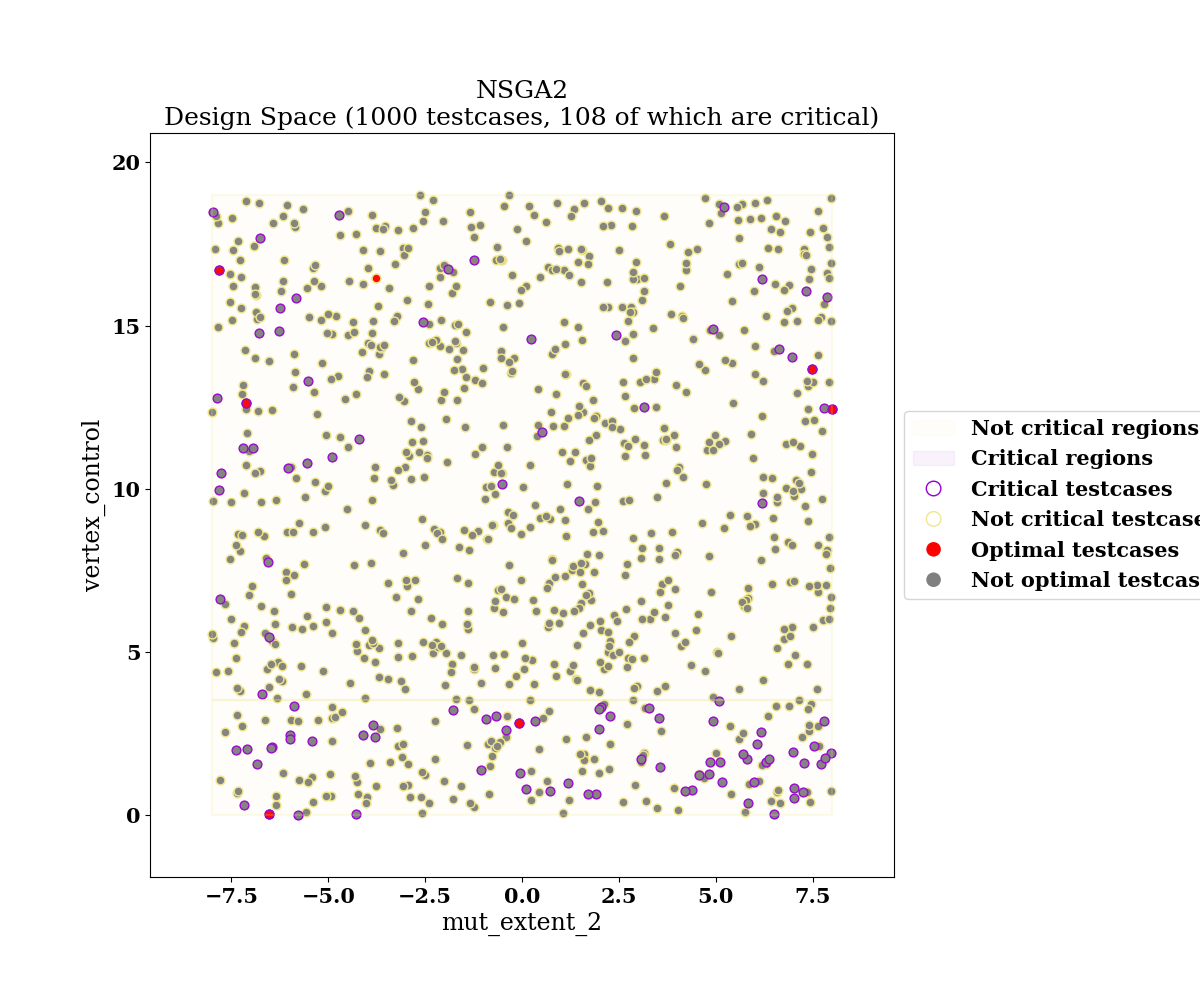 NSGA2
Design Space (1000 testcases, 108 of which are critical)
20
15
10
5
0
vertex_control
−7.5 −5.0 −2.5 0.0 2.5 5.0 7.5
mut_extent_2
Not critical regions
Critical regions
Critical testcases
Not critical testcase
Optimal testcases
Not optimal testcas